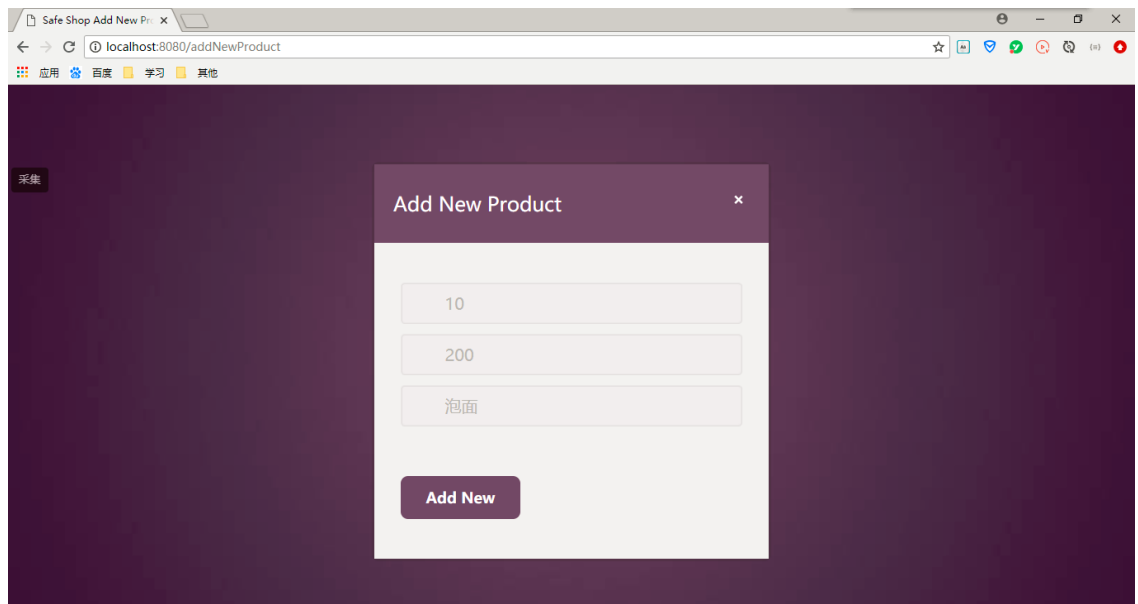 Safe Shop Add New Pr
localhost:8080/addNewProduct
应用 百度 学习 其他
采集
Add New Product ×
10
200
泡面
Add New